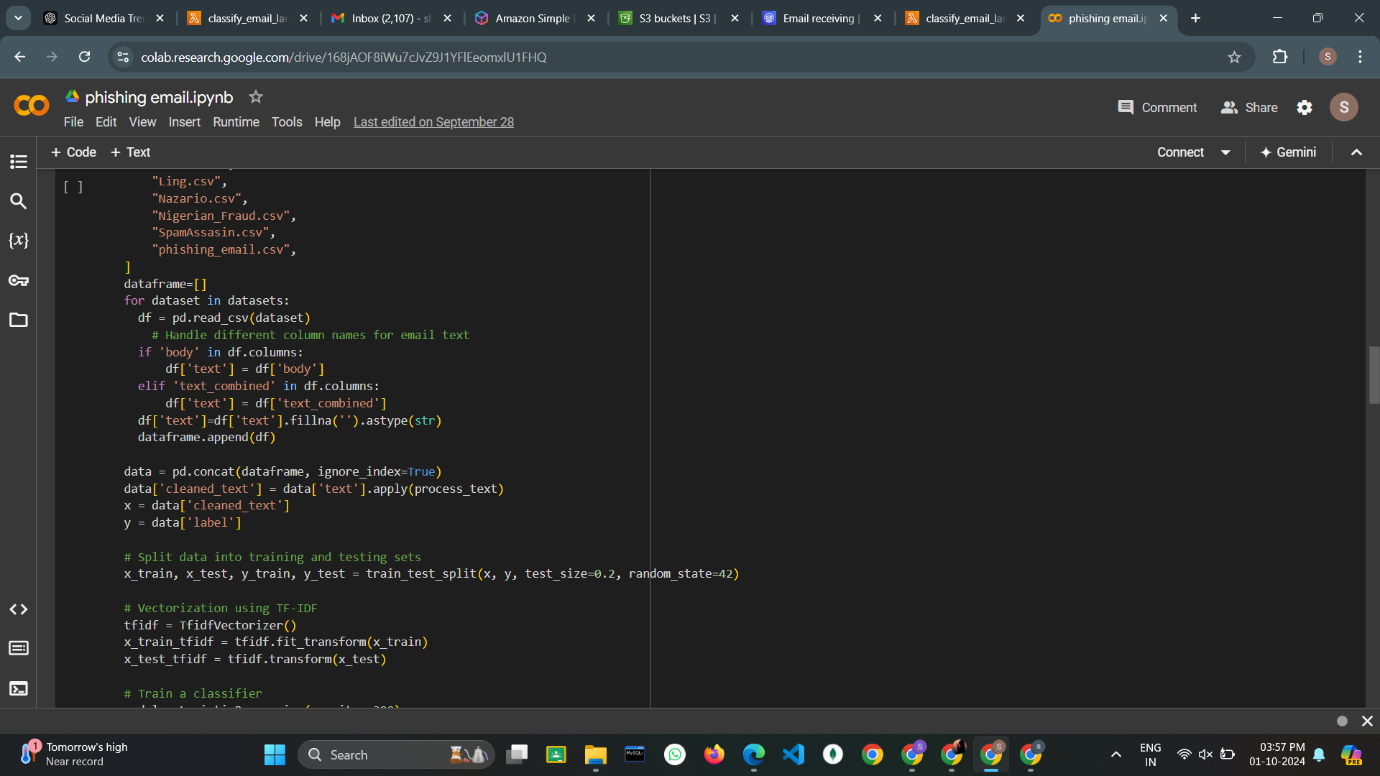 Social Media Tre
classify_email_la
Inbox (2,107) - s
Amazon Simple
S3 buckets | S3 |
Email receiving |
classify_email_la
phishing email.i
colab.research.google.com/drive/168jAOF8iWu7cJvZ9J1YFlEeomxlU1FHQ
S
CO
phishing email.ipynb
Comment
Share
S
File Edit View Insert Runtime Tools Help Last edited on September 28
+ Code + Text
Connect
Gemini
[ ]
"Ling.csv",
"Nazario.csv",
"Nigerian_Fraud.csv",
"SpamAssasin.csv",
"phishing_email.csv",
]
dataframe=[]
for dataset in datasets:
df = pd.read_csv(dataset)
# Handle different column names for email text
if 'body' in df.columns:
df['text'] = df['body']
elif 'text_combined' in df.columns:
df['text'] = df['text_combined']
df['text']=df['text'].fillna('').astype(str)
dataframe.append(df)
data = pd.concat(dataframe, ignore_index=True)
data['cleaned_text'] = data['text'].apply(process_text)
x = data['cleaned_text']
y = data['label']
# Split data into training and testing sets
x_train, x_test, y_train, y_test = train_test_split(x, y, test_size=0.2, random_state=42)
# Vectorization using TF-IDF
tfidf = TfidfVectorizer()
x_train_tfidf = tfidf.fit_transform(x_train)
x_test_tfidf = tfidf.transform(x_test)
# Train a classifier
{x}
1
Tomorrow's high
Near record
Search
ENG
IN
03:57 PM
01-10-2024
PRE